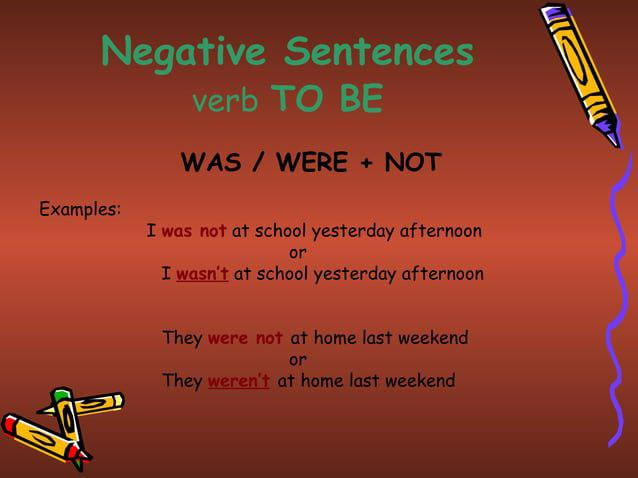 Negative Sentences
verb TO BE
WAS / WERE + NOT
Examples:
I was not at school yesterday afternoon
or
I wasn't at school yesterday afternoon
They were not at home last weekend
or
They weren't at home last weekend